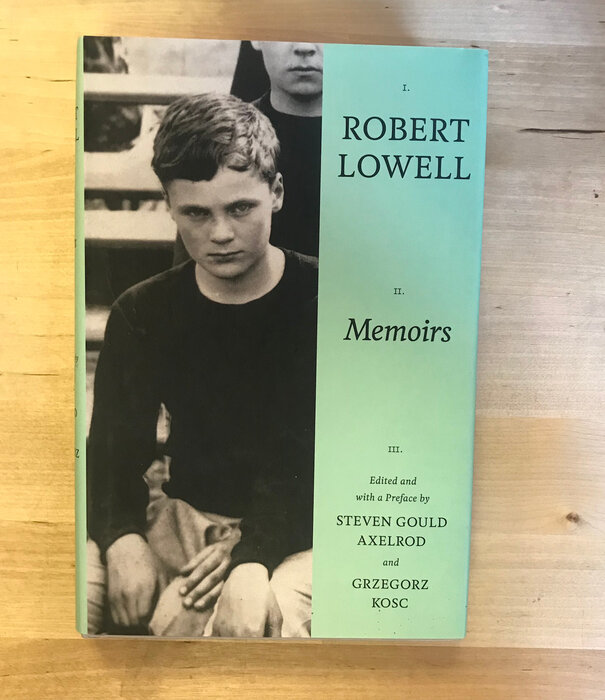 I.
ROBERT
LOWELL
II.
Memoirs
III.
Edited and
with a Preface by
STEVEN GOULD
AXELROD
and
GRZEGORZ
KOSC